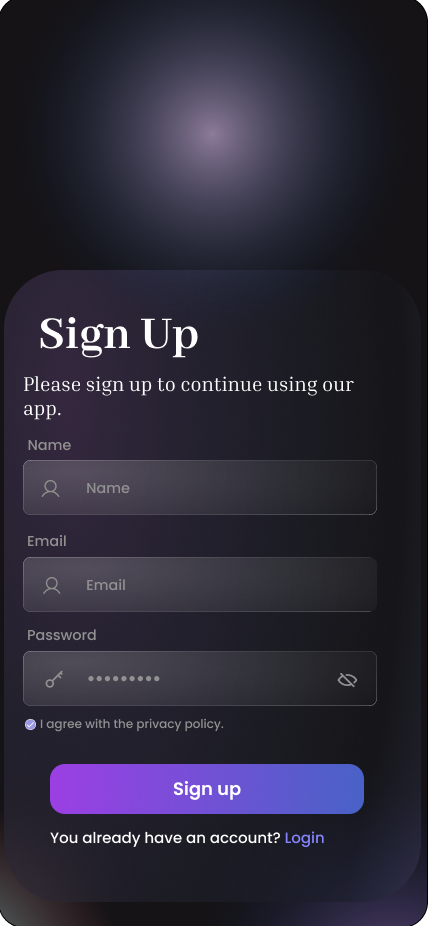 Sign Up
Please sign up to continue using our
app.
Name
Name
Email
Email
Password
•••••••••
I agree with the privacy policy.
Sign up
You already have an account? Login